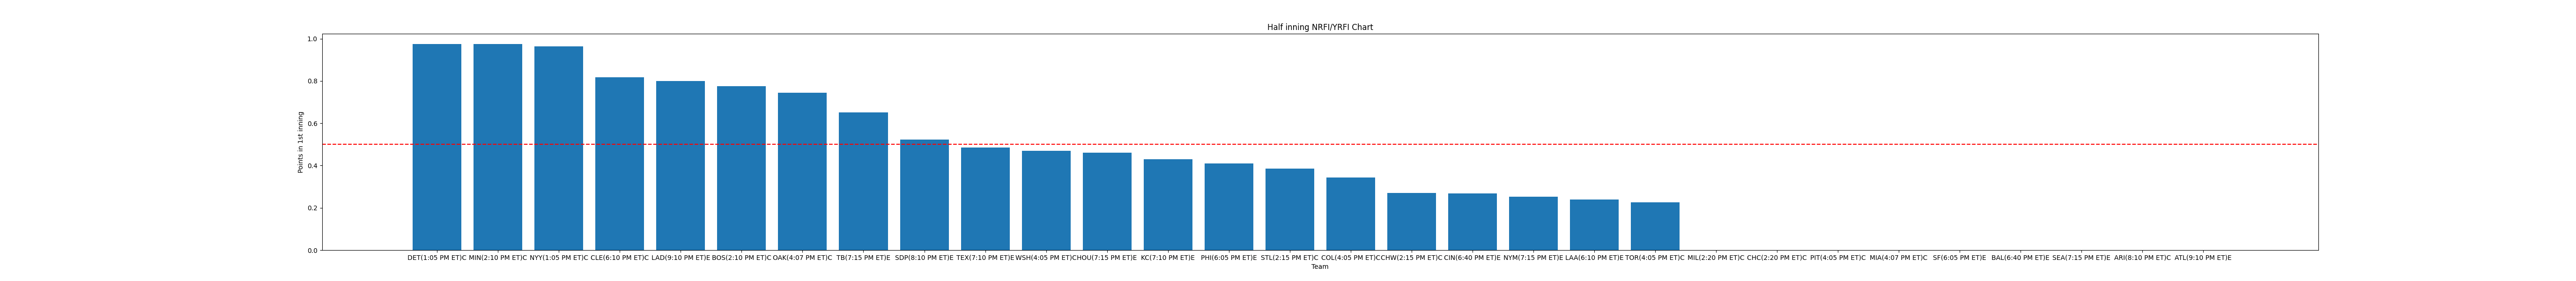 Half inning NRFI/YRFI Chart
1.0
0.8
0.6
0.4
0.2
0.0
Points in 1st inning
DET(1:05 PM ET)C MIN(2:10 PM ET)C NYY(1:05 PM ET)C CLE(6:10 PM ET)C LAD(9:10 PM ET)E BOS(2:10 PM ET)C OAK(4:07 PM ET)C TB(7:15 PM ET)E SDP(8:10 PM ET)E TEX(7:10 PM ET)E WSH(4:05 PM ET)C HOU(7:15 PM ET)E KC(7:10 PM ET)E PHI(6:05 PM ET)E STL(2:15 PM ET)C COL(4:05 PM ET)C CHW(2:15 PM ET)C CIN(6:40 PM ET)E NYM(7:15 PM ET)E LAA(6:10 PM ET)E TOR(4:05 PM ET)C MIL(2:20 PM ET)C CHC(2:20 PM ET)C PIT(4:05 PM ET)C MIA(4:07 PM ET)C SF(6:05 PM ET)E BAL(6:40 PM ET)E SEA(7:15 PM ET)E ARI(8:10 PM ET)C ATL(9:10 PM ET)E
Team